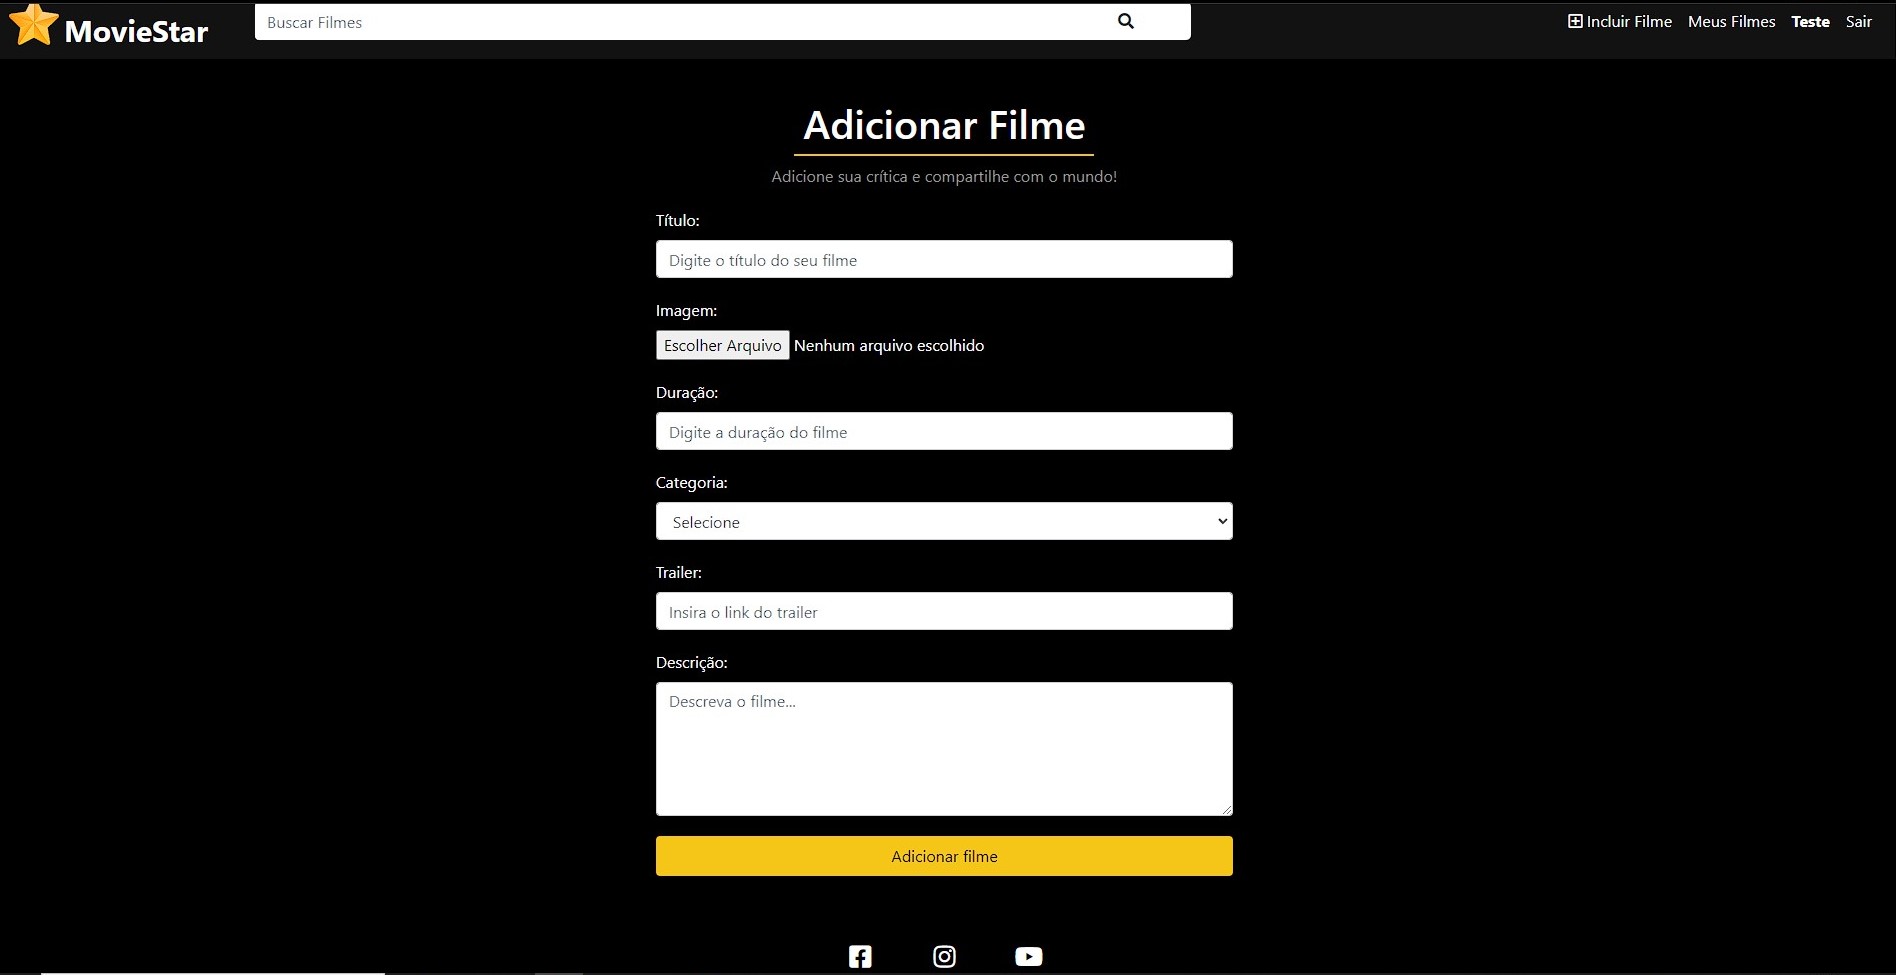 MovieStar
Buscar Filmes
Incluir Filme Meus Filmes Teste Sair
Adicionar Filme
Adicione sua crítica e compartilhe com o mundo!
Título:
Digite o título do seu filme
Imagem:
Escolher Arquivo Nenhum arquivo escolhido
Duração:
Digite a duração do filme
Categoria:
Selecione
Trailer:
Insira o link do trailer
Descrição:
Descreva o filme...
Adicionar filme